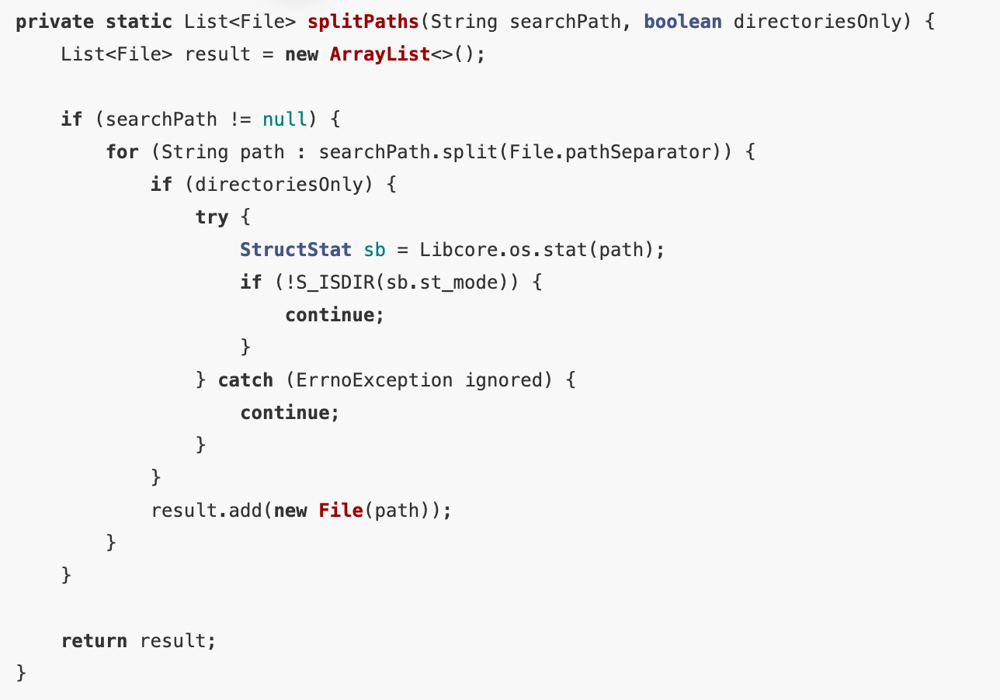 private static List<File> splitPaths(String searchPath, boolean directoriesOnly) {
    List<File> result = new ArrayList<>();

    if (searchPath != null) {
        for (String path : searchPath.split(File.pathSeparator)) {
            if (directoriesOnly) {
                try {
                    StructStat sb = Libcore.os.stat(path);
                    if (!S_ISDIR(sb.st_mode)) {
                        continue;
                    }
                } catch (ErrnoException ignored) {
                    continue;
                }
            }
            result.add(new File(path));
        }
    }

    return result;
}